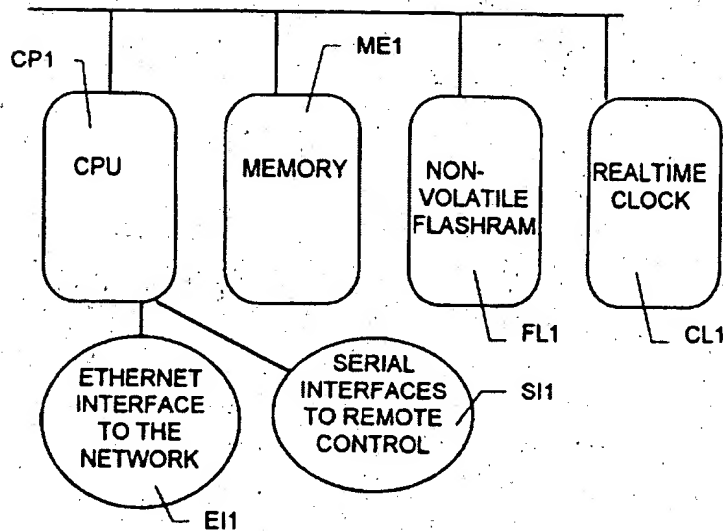 CP1
ME1
CPU
MEMORY
NON-
VOLATILE
FLASHRAM
REALTIME
CLOCK
FL1
CL1
ETHERNET
INTERFACE
TO THE
NETWORK
SERIAL
INTERFACES
TO REMOTE
CONTROL
SI1
EI1